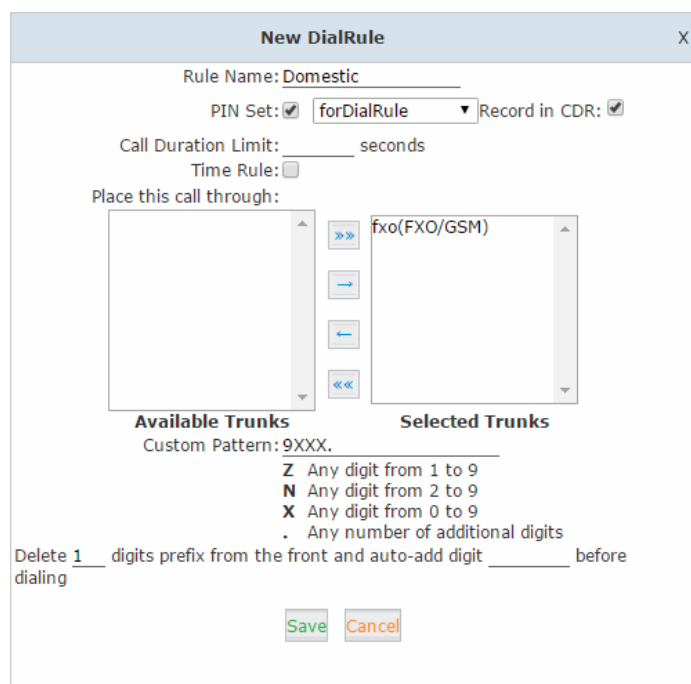 New DialRule X
Rule Name: Domestic
PIN Set: forDialRule Record in CDR:
Call Duration Limit: seconds
Time Rule:
Place this call through:
fxo(FXO/GSM)
»»
→
←
««
Available Trunks Selected Trunks
Custom Pattern: 9XXX.
Z Any digit from 1 to 9
N Any digit from 2 to 9
X Any digit from 0 to 9
. Any number of additional digits
Delete 1 digits prefix from the front and auto-add digit before
dialing
Save Cancel